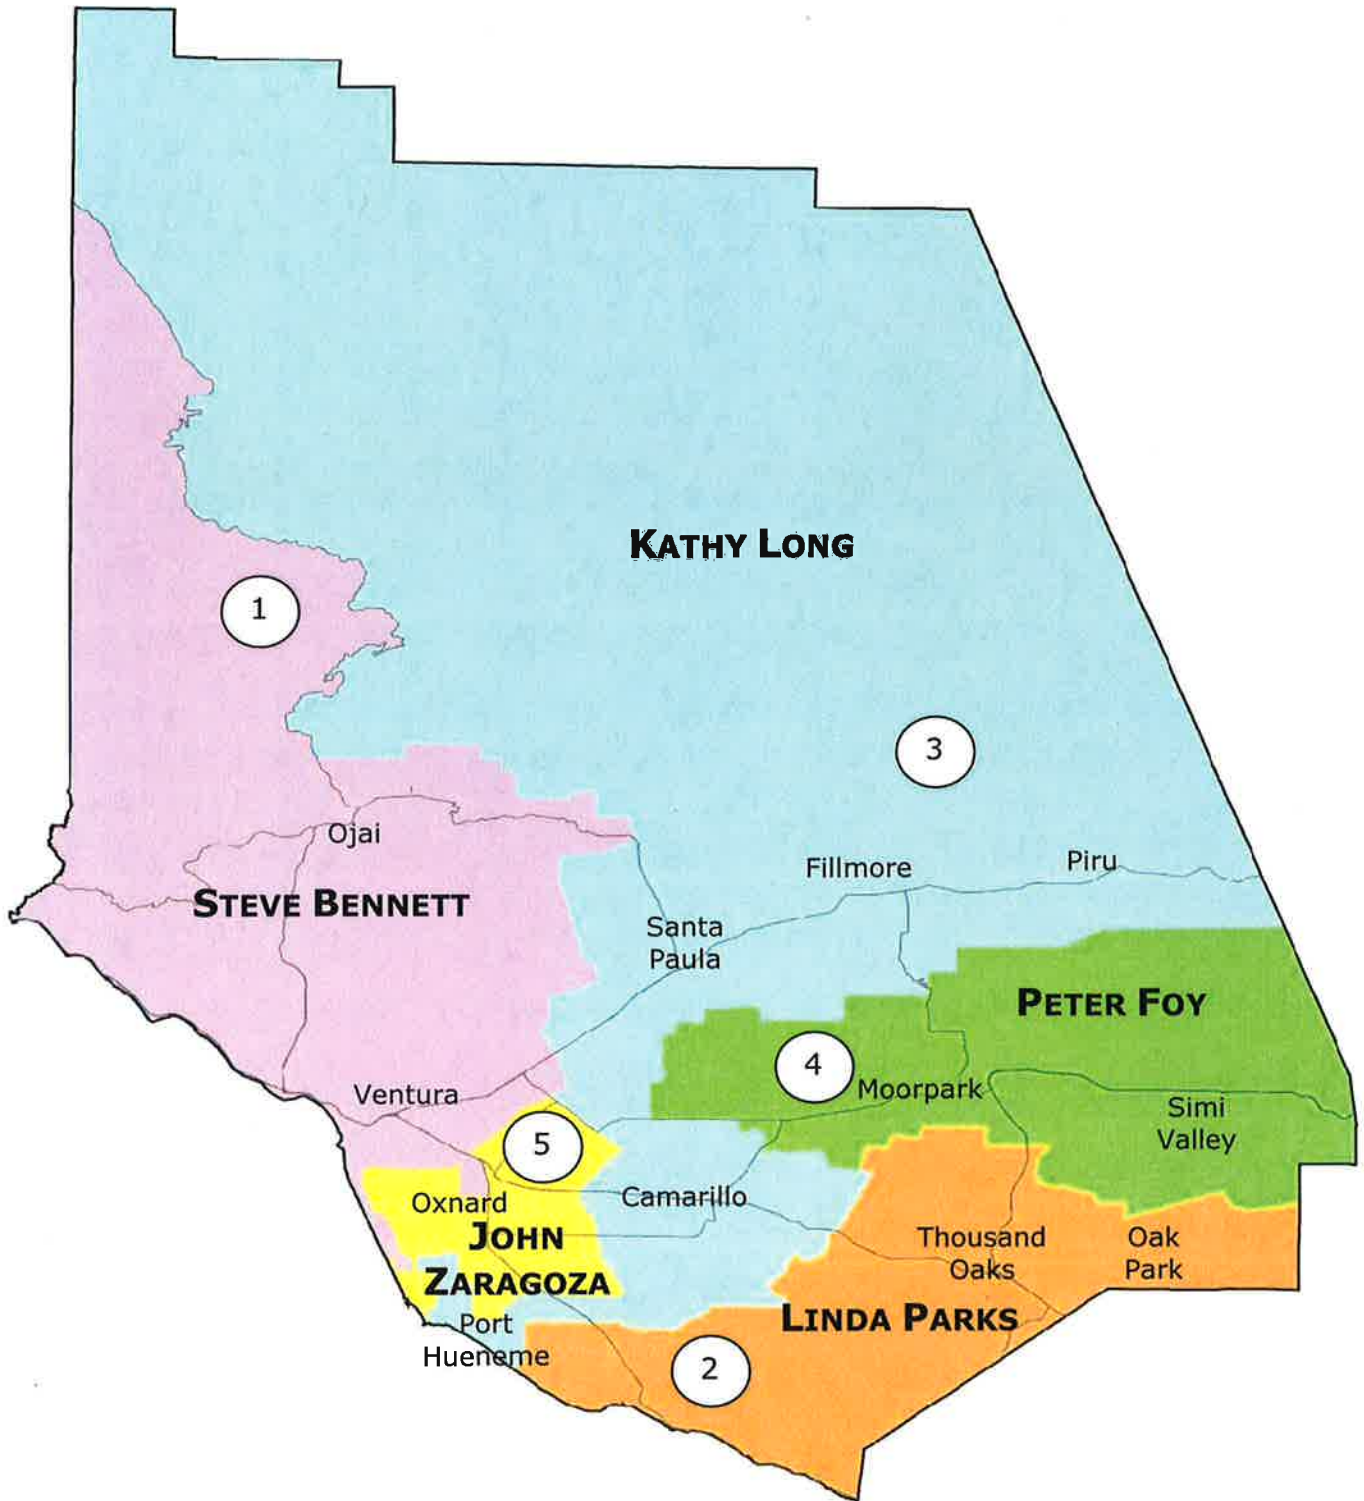 KATHY LONG
1
3
Ojai
Fillmore
Piru
STEVE BENNETT
Santa
Paula
PETER FOY
4
Moorpark
Ventura
Simi
Valley
5
Oxnard
Camarillo
JOHN
ZARAGOZA
Thousand
Oaks
Oak
Park
LINDA PARKS
Port
Hueneme
2